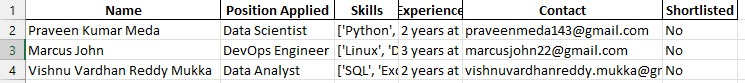 1 Name Position Applied Skills Experience Contact Shortlisted
2 Praveen Kumar Meda Data Scientist ['Python', 2 years at praveenmeda143@gmail.com No
3 Marcus John DevOps Engineer ['Linux', 'D 3 years at marcusjohn22@gmail.com No
4 Vishnu Vardhan Reddy Mukka Data Analyst ['SQL', 'Exc 2 years at vishnuvardhanreddy.mukka@gr No